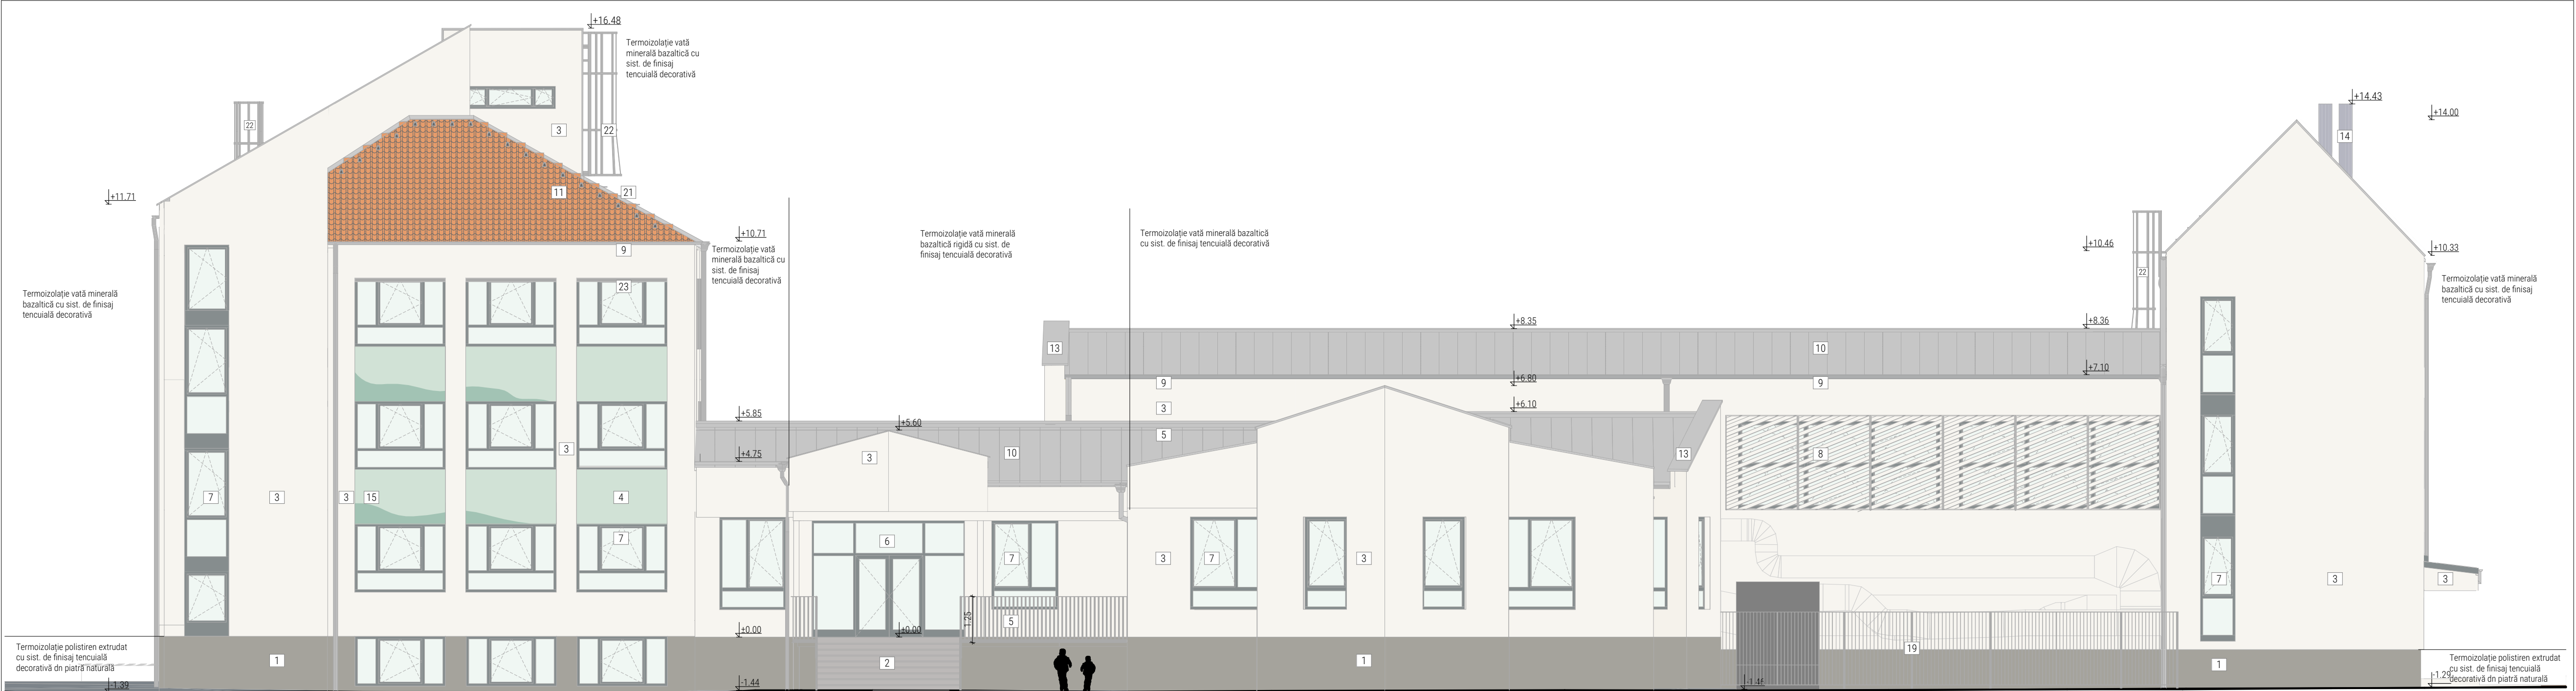 +16.48
Termoizolație vată
minerală bazaltică cu
sist. de finisaj
tencuială decorativă
22
3
22
11
21
+11.71
+10.71
9
Termoizolație vată
minerală bazaltică cu
sist. de finisaj
tencuială decorativă
Termoizolație vată minerală
bazaltică rigidă cu sist. de
finisaj tencuială decorativă
Termoizolație vată minerală bazaltică
cu sist. de finisaj tencuială decorativă
+14.43
+14.00
14
+10.46
+10.33
22
Termoizolație vată minerală
bazaltică cu sist. de finisaj
tencuială decorativă
Termoizolație vată minerală
bazaltică cu sist. de finisaj
tencuială decorativă
23
+8.35
+8.36
13
10
+7.10
9
+6.80
9
3
+6.10
+5.85
+5.60
5
3
+4.75
3
10
13
8
7
3
3
15
4
7
6
7
3
7
3
7
3
3
1.25
5
±0.00
±0.00
Termoizolație polistiren extrudat
cu sist. de finisaj tencuială
decorativă dn piatră naturală
1
2
1
19
1
Termoizolație polistiren extrudat
cu sist. de finisaj tencuială
decorativă dn piatră naturală
-1.39
-1.44
-1.46
-1.29